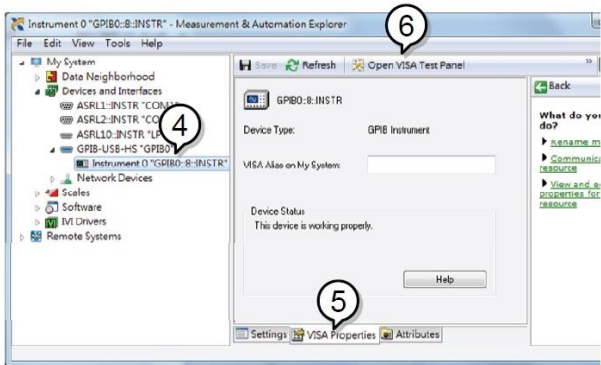 Instrument 0 "GPIB0::8::INSTR" - Measurement & Automation Explorer
File Edit View Tools Help
6
My System
Data Neighborhood
Devices and Interfaces
ASRL1::INSTR "COM1"
ASRL2::INSTR "COM
ASRL10::INSTR "LP
GPIB-USB-HS "GPIB0"
Instrument 0 "GPIB0::8::INSTR"
Network Devices
Scales
Software
IVI Drivers
Remote Systems
4
Save Refresh Open VISA Test Panel »
GPIB0::8::INSTR
Device Type: GPIB Instrument
VISA Alias on My System:
Device Status
This device is working properly.
Help
5
Settings VISA Properties Attributes
Back
What do you
do?
Rename m
Communica
resource
View and e
properties for
resource